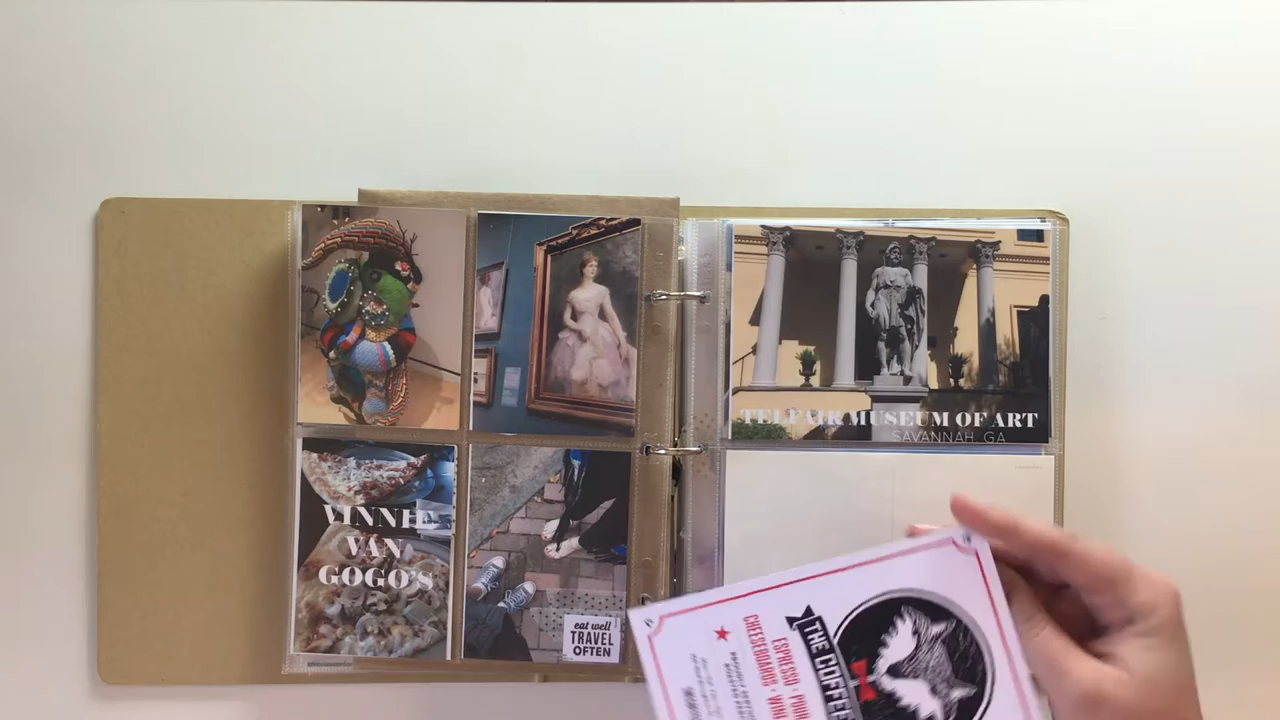 VINNIE
VAN
GOGO'S
eat well
TRAVEL
OFTEN
TELFAIR MUSEUM OF ART
SAVANNAH GA
THE COFFEE
ESPRESSO
CHEESEBOARDS